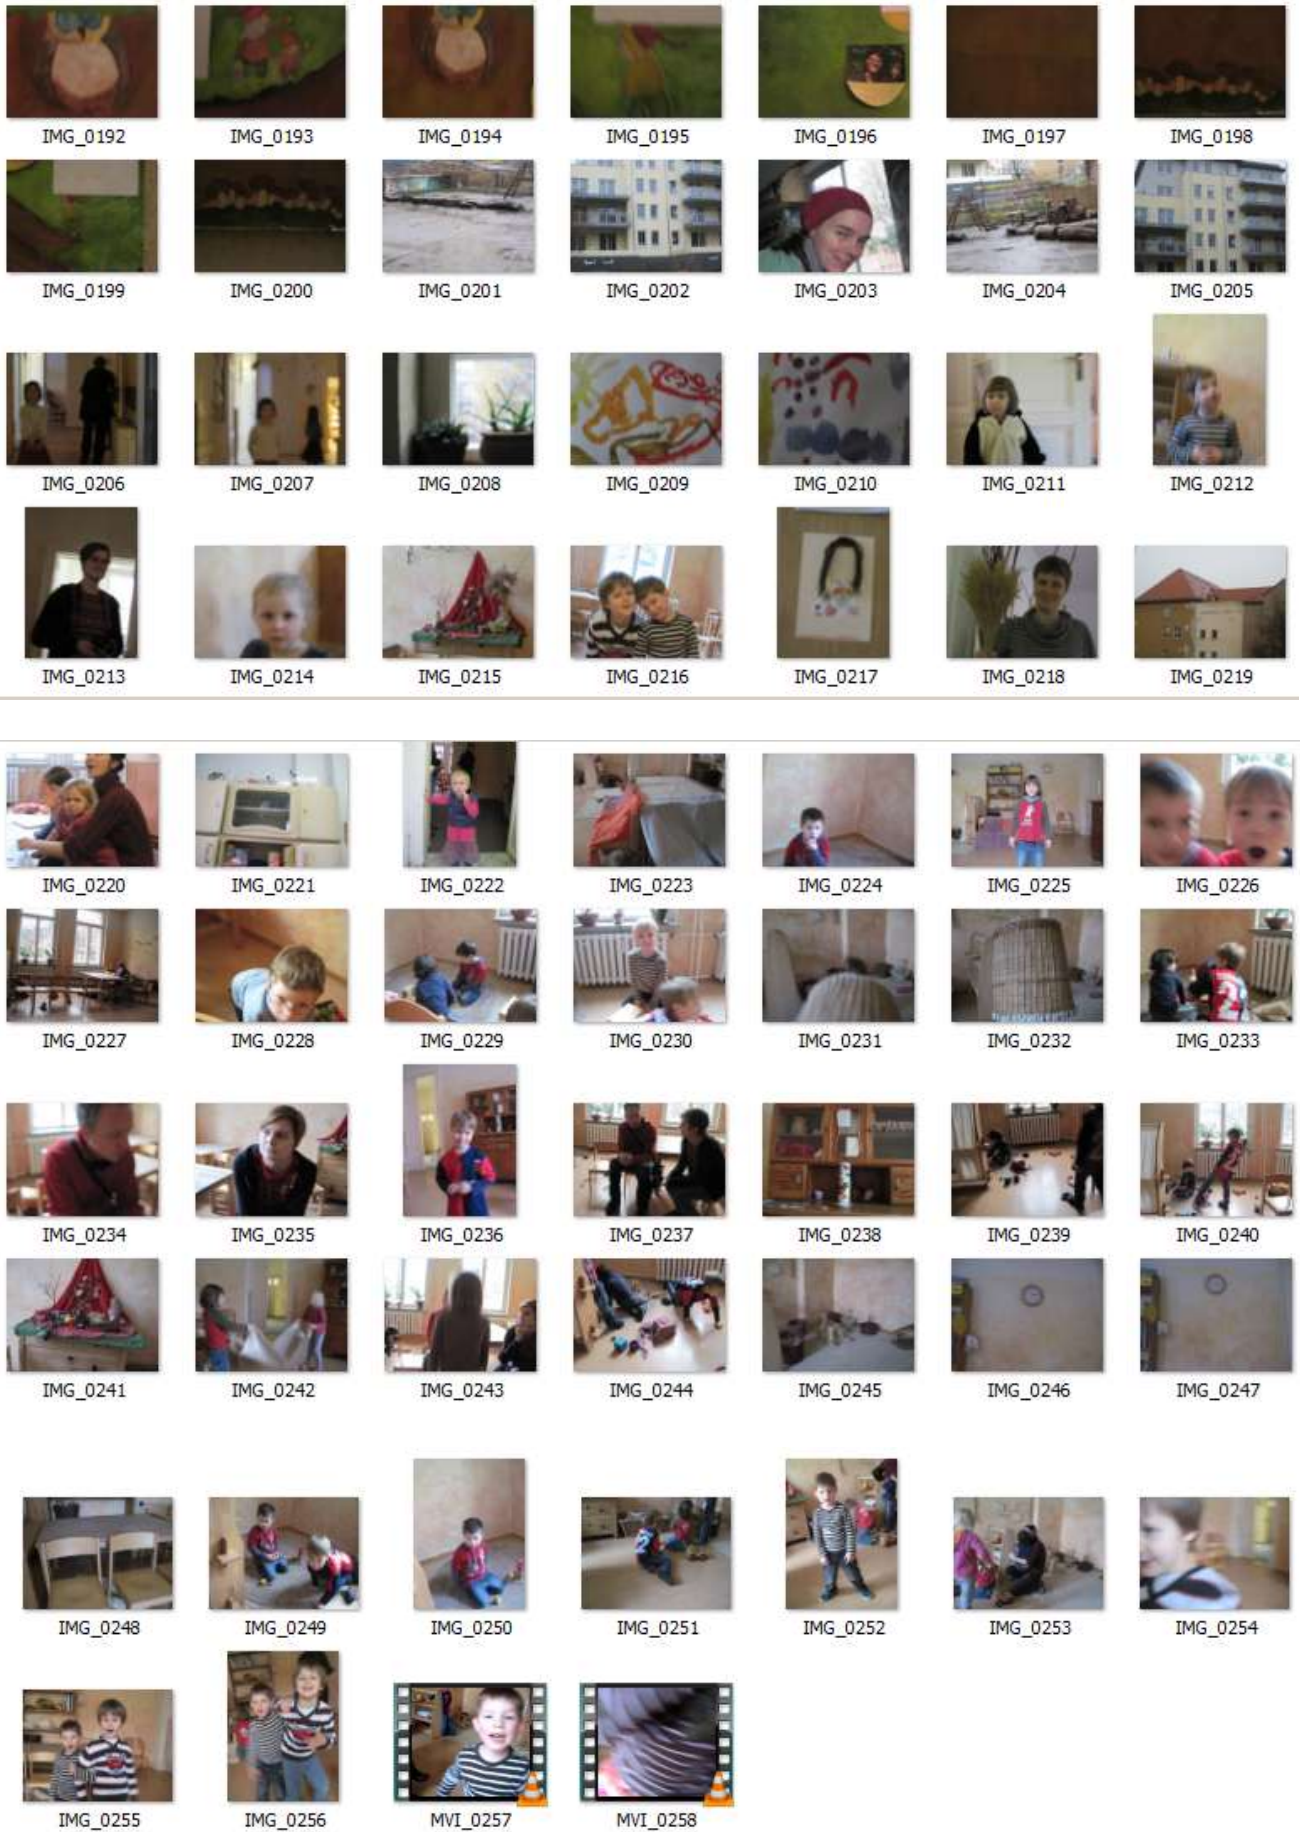 IMG_0192 IMG_0193 IMG_0194 IMG_0195 IMG_0196 IMG_0197 IMG_0198
IMG_0199 IMG_0200 IMG_0201 IMG_0202 IMG_0203 IMG_0204 IMG_0205
IMG_0206 IMG_0207 IMG_0208 IMG_0209 IMG_0210 IMG_0211 IMG_0212
IMG_0213 IMG_0214 IMG_0215 IMG_0216 IMG_0217 IMG_0218 IMG_0219
IMG_0220 IMG_0221 IMG_0222 IMG_0223 IMG_0224 IMG_0225 IMG_0226
IMG_0227 IMG_0228 IMG_0229 IMG_0230 IMG_0231 IMG_0232 IMG_0233
IMG_0234 IMG_0235 IMG_0236 IMG_0237 IMG_0238 IMG_0239 IMG_0240
IMG_0241 IMG_0242 IMG_0243 IMG_0244 IMG_0245 IMG_0246 IMG_0247
IMG_0248 IMG_0249 IMG_0250 IMG_0251 IMG_0252 IMG_0253 IMG_0254
IMG_0255 IMG_0256 MVI_0257 MVI_0258